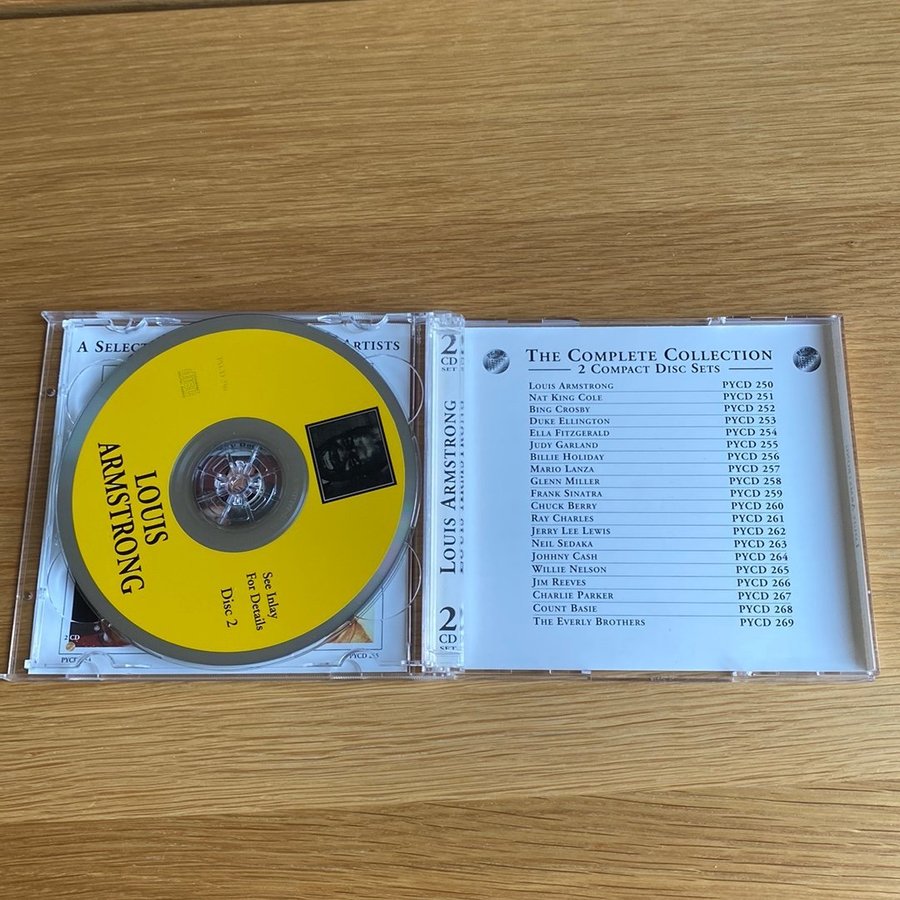 A Selec
Artists
LOUIS
ARMSTRONG
See Inlay
For Details
Disc 2
2 CD
2
CD
SET
Louis Armstrong
2
CD
SET
The Complete Collection
2 Compact Disc Sets
Louis Armstrong PYCD 250
Nat King Cole PYCD 251
Bing Crosby PYCD 252
Duke Ellington PYCD 253
Ella Fitzgerald PYCD 254
Judy Garland PYCD 255
Billie Holiday PYCD 256
Mario Lanza PYCD 257
Glenn Miller PYCD 258
Frank Sinatra PYCD 259
Chuck Berry PYCD 260
Ray Charles PYCD 261
Jerry Lee Lewis PYCD 262
Neil Sedaka PYCD 263
Johnny Cash PYCD 264
Willie Nelson PYCD 265
Jim Reeves PYCD 266
Charlie Parker PYCD 267
Count Basie PYCD 268
The Everly Brothers PYCD 269